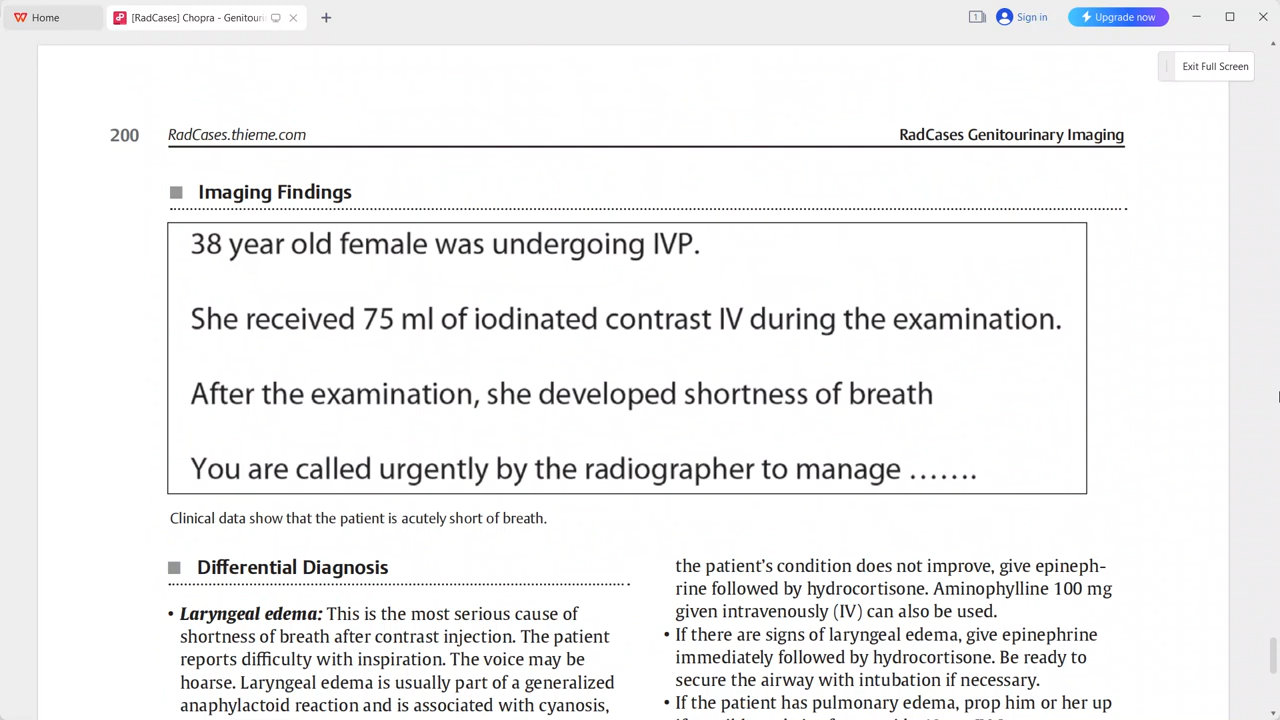 Home
[RadCases] Chopra - Genitouri
Sign in
Upgrade now
Exit Full Screen
200
RadCases.thieme.com
RadCases Genitourinary Imaging
Imaging Findings
38 year old female was undergoing IVP.
She received 75 ml of iodinated contrast IV during the examination.
After the examination, she developed shortness of breath
You are called urgently by the radiographer to manage …….
Clinical data show that the patient is acutely short of breath.
Differential Diagnosis
• Laryngeal edema: This is the most serious cause of
shortness of breath after contrast injection. The patient
reports difficulty with inspiration. The voice may be
hoarse. Laryngeal edema is usually part of a generalized
anaphylactoid reaction and is associated with cyanosis,
the patient's condition does not improve, give epineph-
rine followed by hydrocortisone. Aminophylline 100 mg
given intravenously (IV) can also be used.
• If there are signs of laryngeal edema, give epinephrine
immediately followed by hydrocortisone. Be ready to
secure the airway with intubation if necessary.
• If the patient has pulmonary edema, prop him or her up